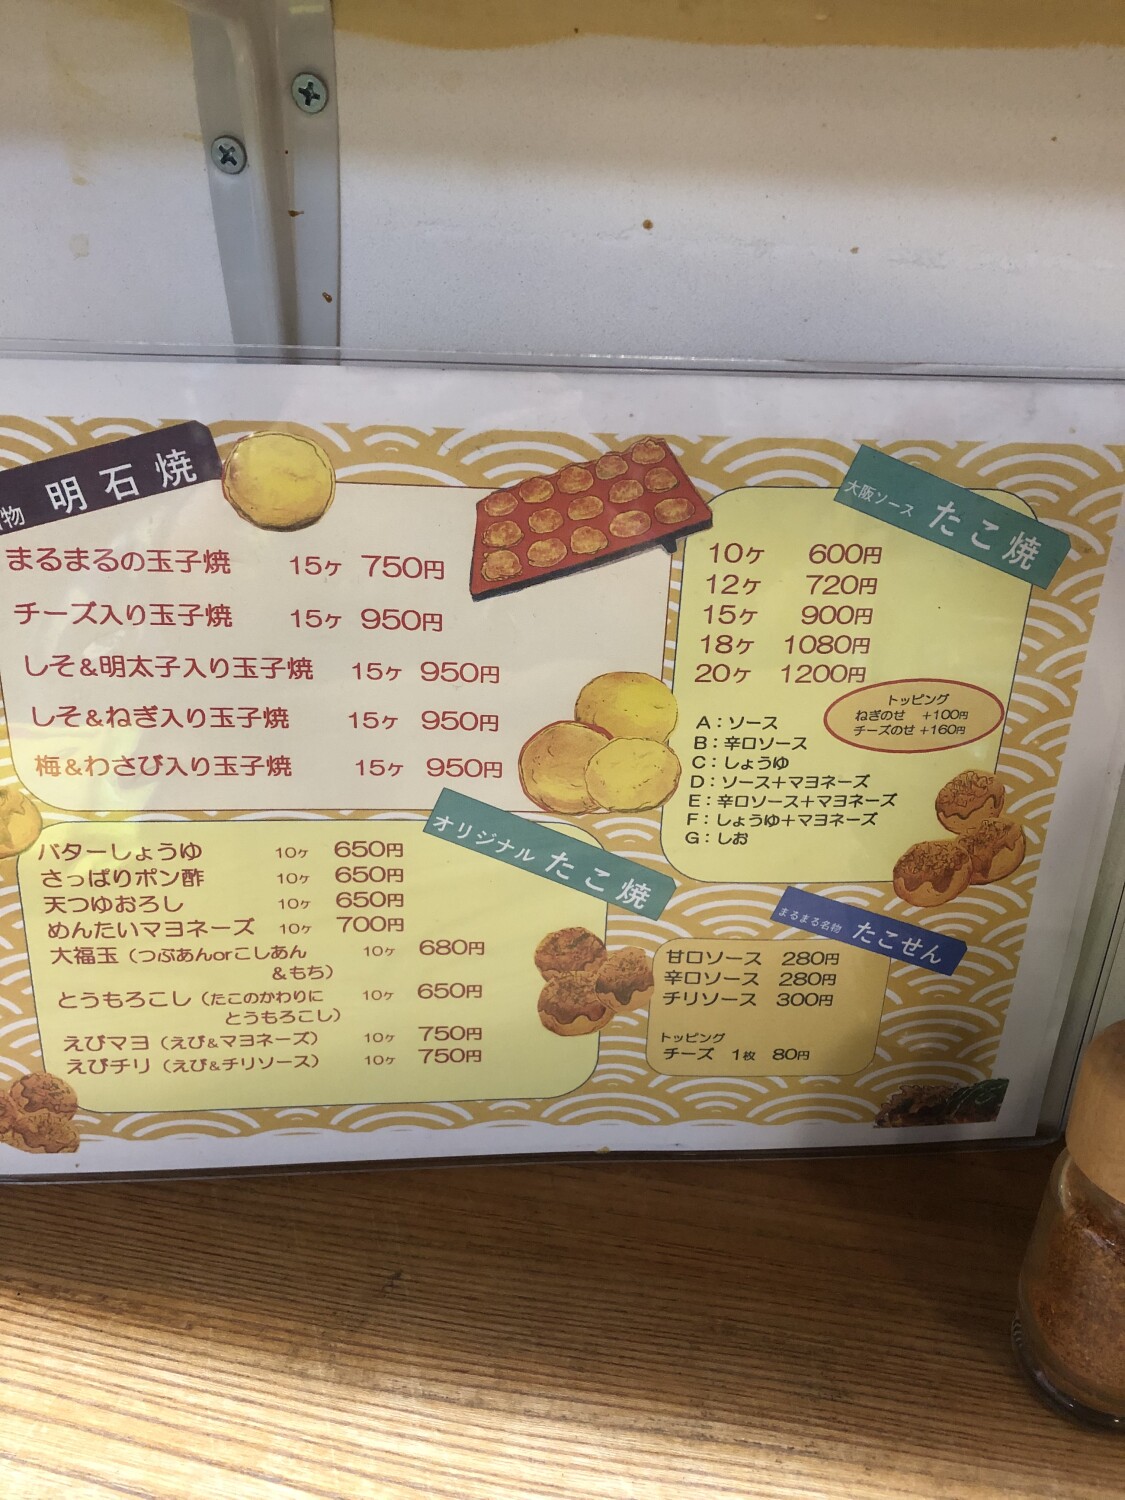 物 明石焼
まるまるの玉子焼 15ヶ 750円
チーズ入り玉子焼 15ヶ 950円
しそ&明太子入り玉子焼 15ヶ 950円
しそ&ねぎ入り玉子焼 15ヶ 950円
梅&わさび入り玉子焼 15ヶ 950円
オリジナル たこ焼
バターしょうゆ 10ヶ 650円
さっぱりポン酢 10ヶ 650円
天つゆおろし 10ヶ 650円
めんたいマヨネーズ 10ヶ 700円
大福玉（つぶあんorこしあん 10ヶ 680円
&もち）
とうもろこし（たこのかわりに 10ヶ 650円
とうもろこし）
えびマヨ（えび&マヨネーズ） 10ヶ 750円
えびチリ（えび&チリソース） 10ヶ 750円
大阪ソース たこ焼
10ヶ 600円
12ヶ 720円
15ヶ 900円
18ヶ 1080円
20ヶ 1200円
トッピング
ねぎのせ +100円
チーズのせ +160円
A：ソース
B：辛口ソース
C：しょうゆ
D：ソース+マヨネーズ
E：辛口ソース+マヨネーズ
F：しょうゆ+マヨネーズ
G：しお
まるまる名物 たこせん
甘口ソース 280円
辛口ソース 280円
チリソース 300円
トッピング
チーズ 1枚 80円